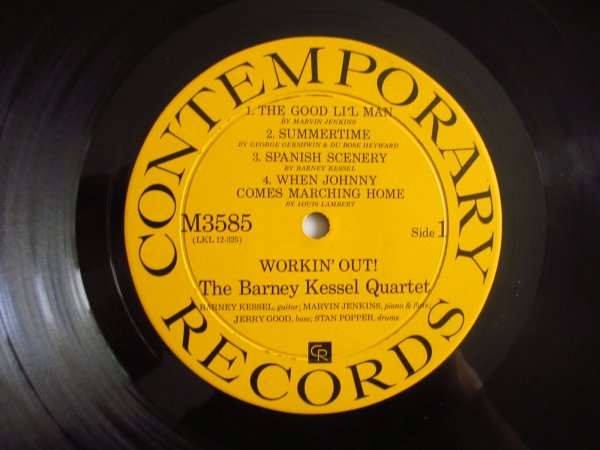 CONTEMPORARY
RECORDS
1. THE GOOD LI'L MAN
BY MARVIN JENKINS
2. SUMMERTIME
BY GEORGE GERSHWIN & DU BOSE HEYWARD
3. SPANISH SCENERY
BY BARNEY KESSEL
4. WHEN JOHNNY
COMES MARCHING HOME
BY LOUIS LAMBERT
M3585
(LKL 12-325)
Side 1
WORKIN' OUT!
The Barney Kessel Quartet
BARNEY KESSEL, guitar; MARVIN JENKINS, piano & flute;
JERRY GOOD, bass; STAN POPPER, drums
CR